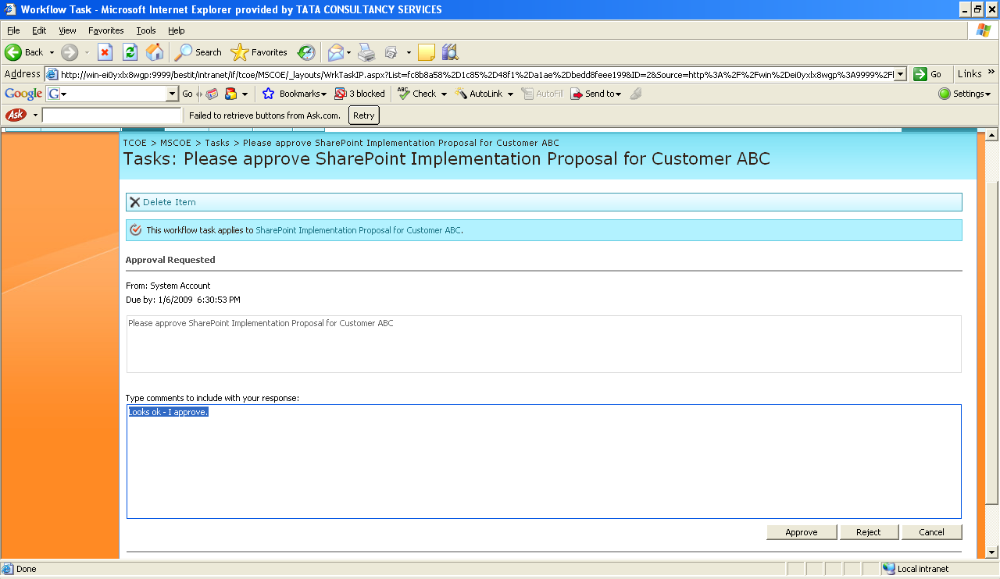 Workflow Task - Microsoft Internet Explorer provided by TATA CONSULTANCY SERVICES
File Edit View Favorites Tools Help
Back Search Favorites
Address http://win-ei0yxlx8wgp:9999/bestit/intranet/if/tcoe/MSCOE/_layouts/WrkTaskIP.aspx?List=fc8b8a58%2D1c85%2D48f1%2Da1ae%2Dbedd8feee199&ID=2&Source=http%3A%2F%2Fwin%2Dei0yxlx8wgp%3A9999%2F Go Links »
Google G Go Bookmarks 3 blocked ABC Check AutoLink AutoFill Send to Settings
Ask Failed to retrieve buttons from Ask.com. Retry
TCOE > MSCOE > Tasks > Please approve SharePoint Implementation Proposal for Customer ABC
Tasks: Please approve SharePoint Implementation Proposal for Customer ABC
Delete Item
This workflow task applies to SharePoint Implementation Proposal for Customer ABC.
Approval Requested
From: System Account
Due by: 1/6/2009 6:30:53 PM
Please approve SharePoint Implementation Proposal for Customer ABC
Type comments to include with your response:
Looks ok - I approve.
Approve Reject Cancel
Done Local intranet